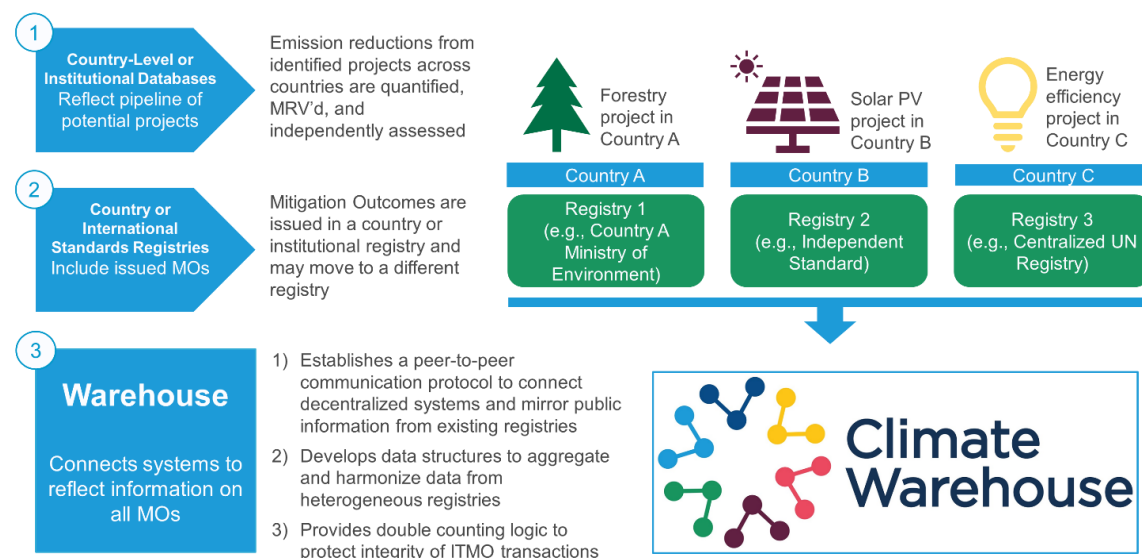 1
Country-Level or
Institutional Databases
Reflect pipeline of
potential projects
Emission reductions from
identified projects across
countries are quantified,
MRV'd, and
independently assessed
Forestry
project in
Country A
Solar PV
project in
Country B
Energy
efficiency
project in
Country C
Country A
Country B
Country C
2
Country or
International
Standards Registries
Include issued MOs
Mitigation Outcomes are
issued in a country or
institutional registry and
may move to a different
registry
Registry 1
(e.g., Country A
Ministry of
Environment)
Registry 2
(e.g., Independent
Standard)
Registry 3
(e.g., Centralized UN
Registry)
3
Warehouse
Connects systems to
reflect information on
all MOs
1) Establishes a peer-to-peer
communication protocol to connect
decentralized systems and mirror public
information from existing registries
2) Develops data structures to aggregate
and harmonize data from
heterogeneous registries
3) Provides double counting logic to
protect integrity of ITMO transactions
Climate
Warehouse